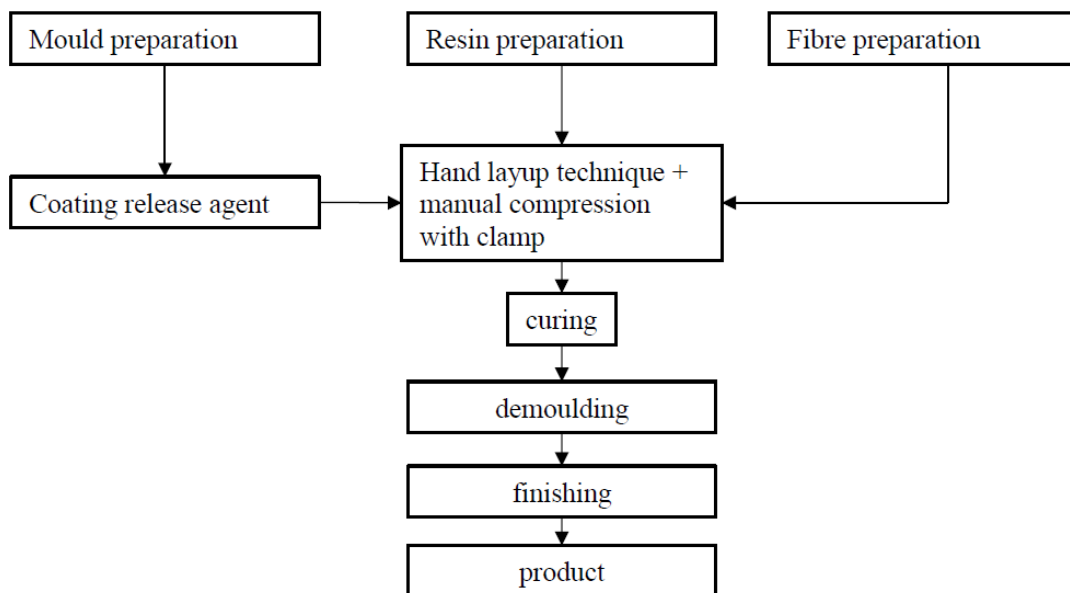 Mould preparation
Resin preparation
Fibre preparation
Coating release agent
Hand layup technique +
manual compression
with clamp
curing
demoulding
finishing
product